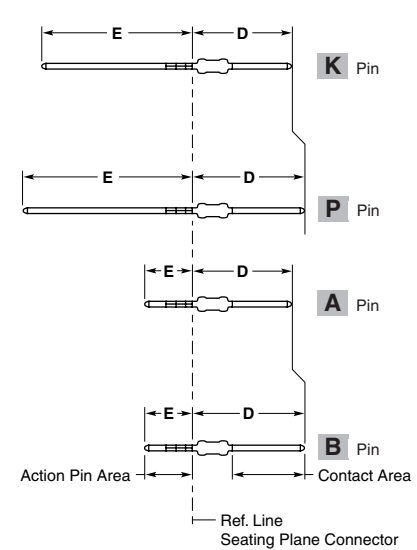 E D
K Pin
E D
P Pin
E D
A Pin
E D
B Pin
Action Pin Area Contact Area
Ref. Line
Seating Plane Connector